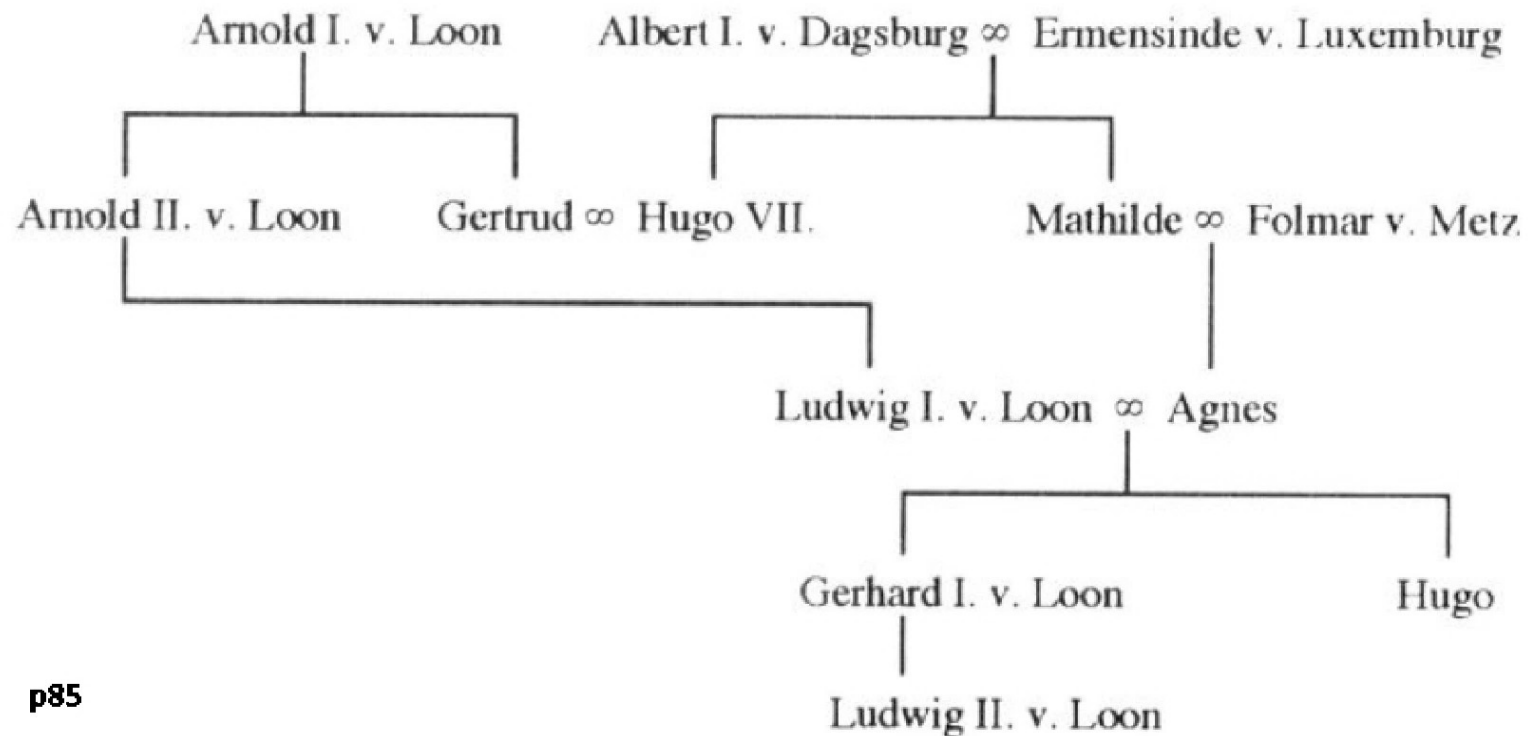 Arnold I. v. Loon Albert I. v. Dagsburg ∞ Ermensinde v. Luxemburg
Arnold II. v. Loon Gertrud ∞ Hugo VII. Mathilde ∞ Folmar v. Metz
Ludwig I. v. Loon ∞ Agnes
Gerhard I. v. Loon Hugo
Ludwig II. v. Loon
p85